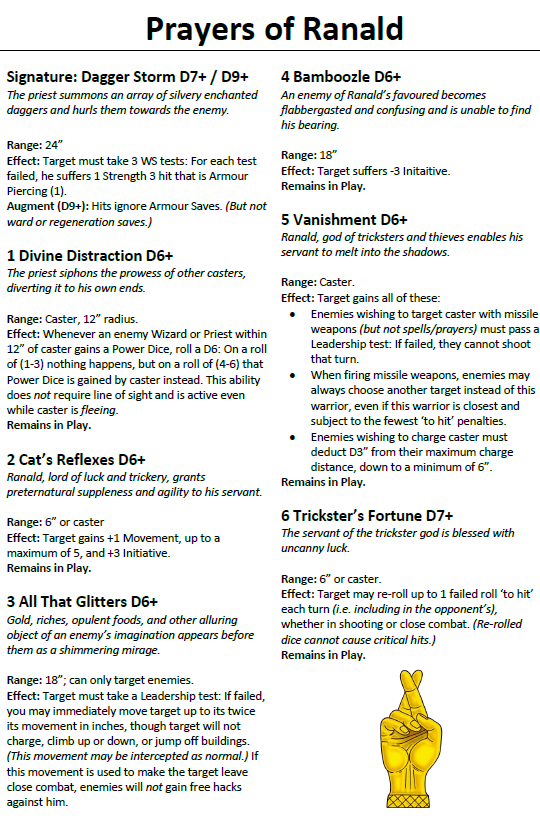 Prayers of Ranald
Signature: Dagger Storm D7+ / D9+
The priest summons an array of silvery enchanted
daggers and hurls them towards the enemy.
Range: 24”
Effect: Target must take 3 WS tests: For each test
failed, he suffers 1 Strength 3 hit that is Armour
Piercing (1).
Augment (D9+): Hits ignore Armour Saves. (But not
ward or regeneration saves.)
1 Divine Distraction D6+
The priest siphons the prowess of other casters,
diverting it to his own ends.
Range: Caster, 12” radius.
Effect: Whenever an enemy Wizard or Priest within
12” of caster gains a Power Dice, roll a D6: On a roll
of (1-3) nothing happens, but on a roll of (4-6) that
Power Dice is gained by caster instead. This ability
does not require line of sight and is active even
while caster is fleeing.
Remains in Play.
2 Cat’s Reflexes D6+
Ranald, lord of luck and trickery, grants
preternatural suppleness and agility to his servant.
Range: 6” or caster
Effect: Target gains +1 Movement, up to a
maximum of 5, and +3 Initiative.
Remains in Play.
3 All That Glitters D6+
Gold, riches, opulent foods, and other alluring
object of an enemy’s imagination appears before
them as a shimmering mirage.
Range: 18”; can only target enemies.
Effect: Target must take a Leadership test: If failed,
you may immediately move target up to its twice
its movement in inches, though target will not
charge, climb up or down, or jump off buildings.
(This movement may be intercepted as normal.) If
this movement is used to make the target leave
close combat, enemies will not gain free hacks
against him.
4 Bamboozle D6+
An enemy of Ranald’s favoured becomes
flabbergasted and confusing and is unable to find
his bearing.
Range: 18”
Effect: Target suffers -3 Initaitive.
Remains in Play.
5 Vanishment D6+
Ranald, god of tricksters and thieves enables his
servant to melt into the shadows.
Range: Caster.
Effect: Target gains all of these:
• Enemies wishing to target caster with missile
weapons (but not spells/prayers) must pass a
Leadership test: If failed, they cannot shoot
that turn.
• When firing missile weapons, enemies may
always choose another target instead of this
warrior, even if this warrior is closest and
subject to the fewest ‘to hit’ penalties.
• Enemies wishing to charge caster must
deduct D3” from their maximum charge
distance, down to a minimum of 6”.
Remains in Play.
6 Trickster’s Fortune D7+
The servant of the trickster god is blessed with
uncanny luck.
Range: 6” or caster.
Effect: Target may re-roll up to 1 failed roll ‘to hit’
each turn (i.e. including in the opponent’s),
whether in shooting or close combat. (Re-rolled
dice cannot cause critical hits.)
Remains in Play.